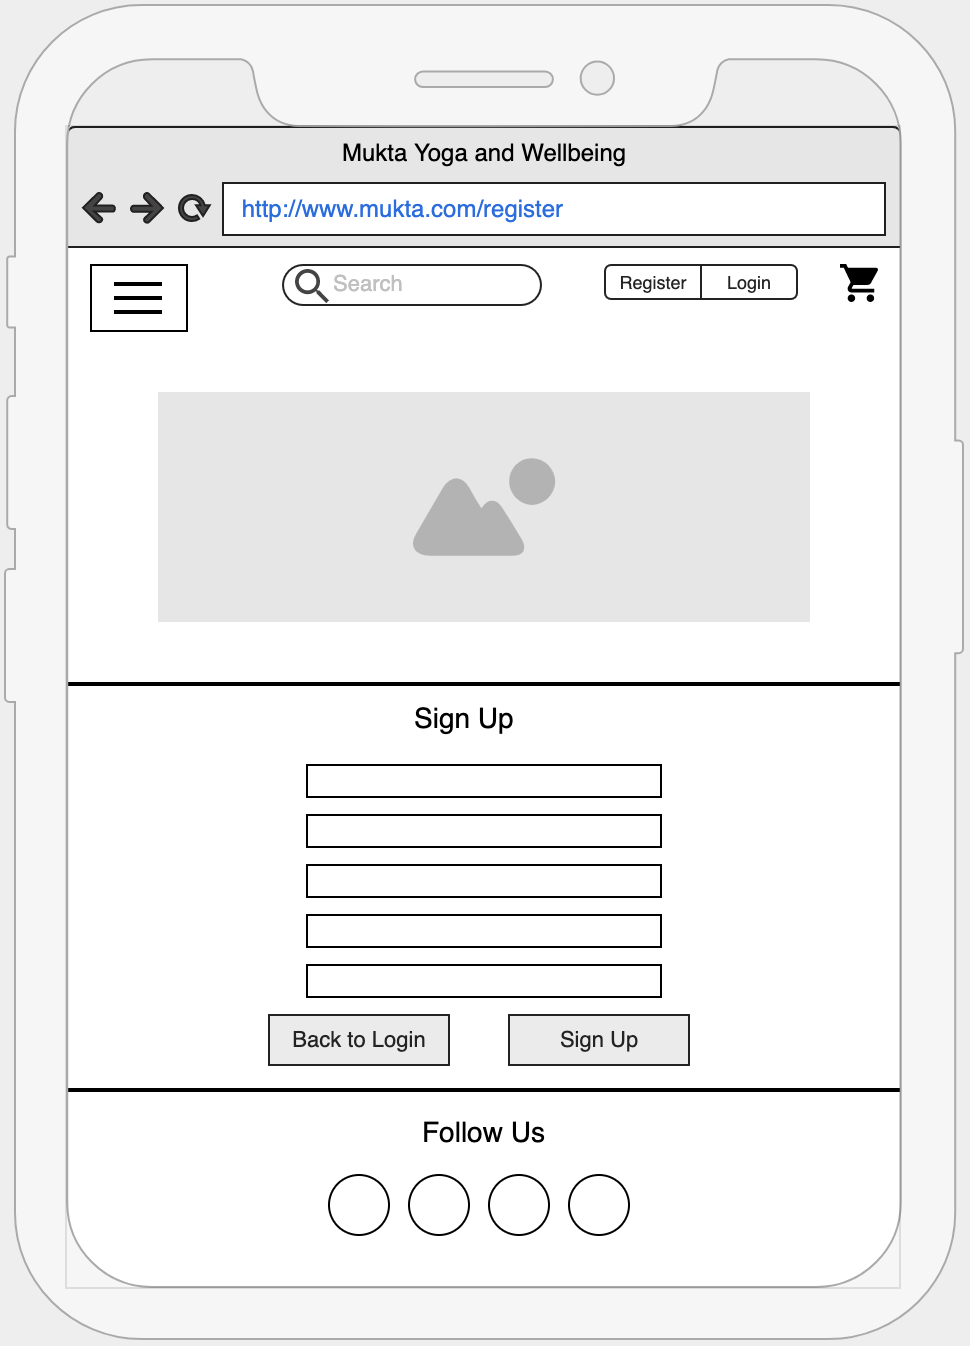 Mukta Yoga and Wellbeing
http://www.mukta.com/register
Search
Register
Login
Sign Up
Back to Login
Sign Up
Follow Us